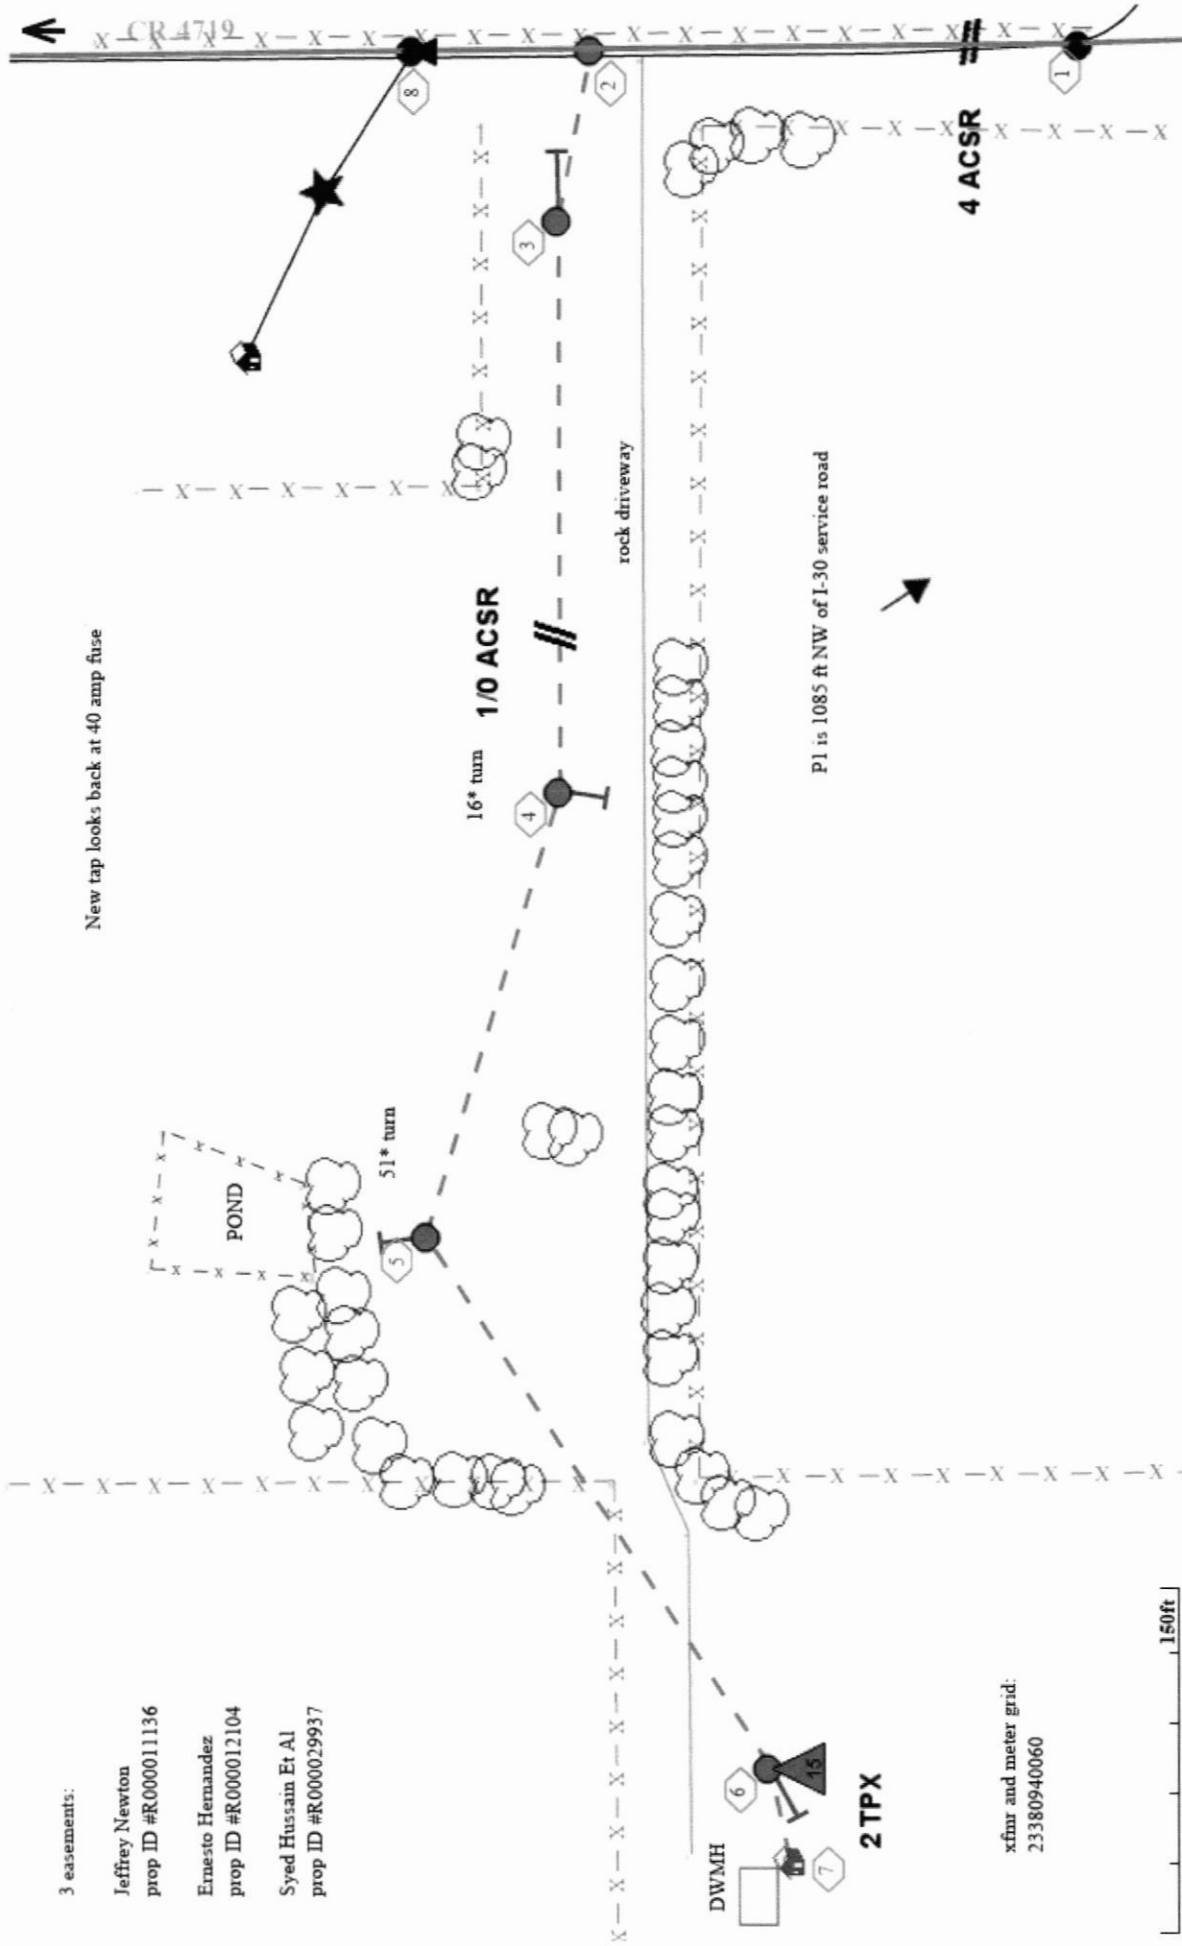 3 easements:
Jeffrey Newton
prop ID #R000011136
Ernesto Hernandez
prop ID #R000012104
Syed Hussain Et Al
prop ID #R000029937
POND
51* turn
5
New tap looks back at 40 amp fuse
16* turn
4
1/0 ACSR
3
8
CR 4719
2
rock driveway
DWMH
6
15
7
2 TPX
P1 is 1085 ft NW of I-30 service road
4 ACSR
1
xfmr and meter grid:
23380940060
150ft